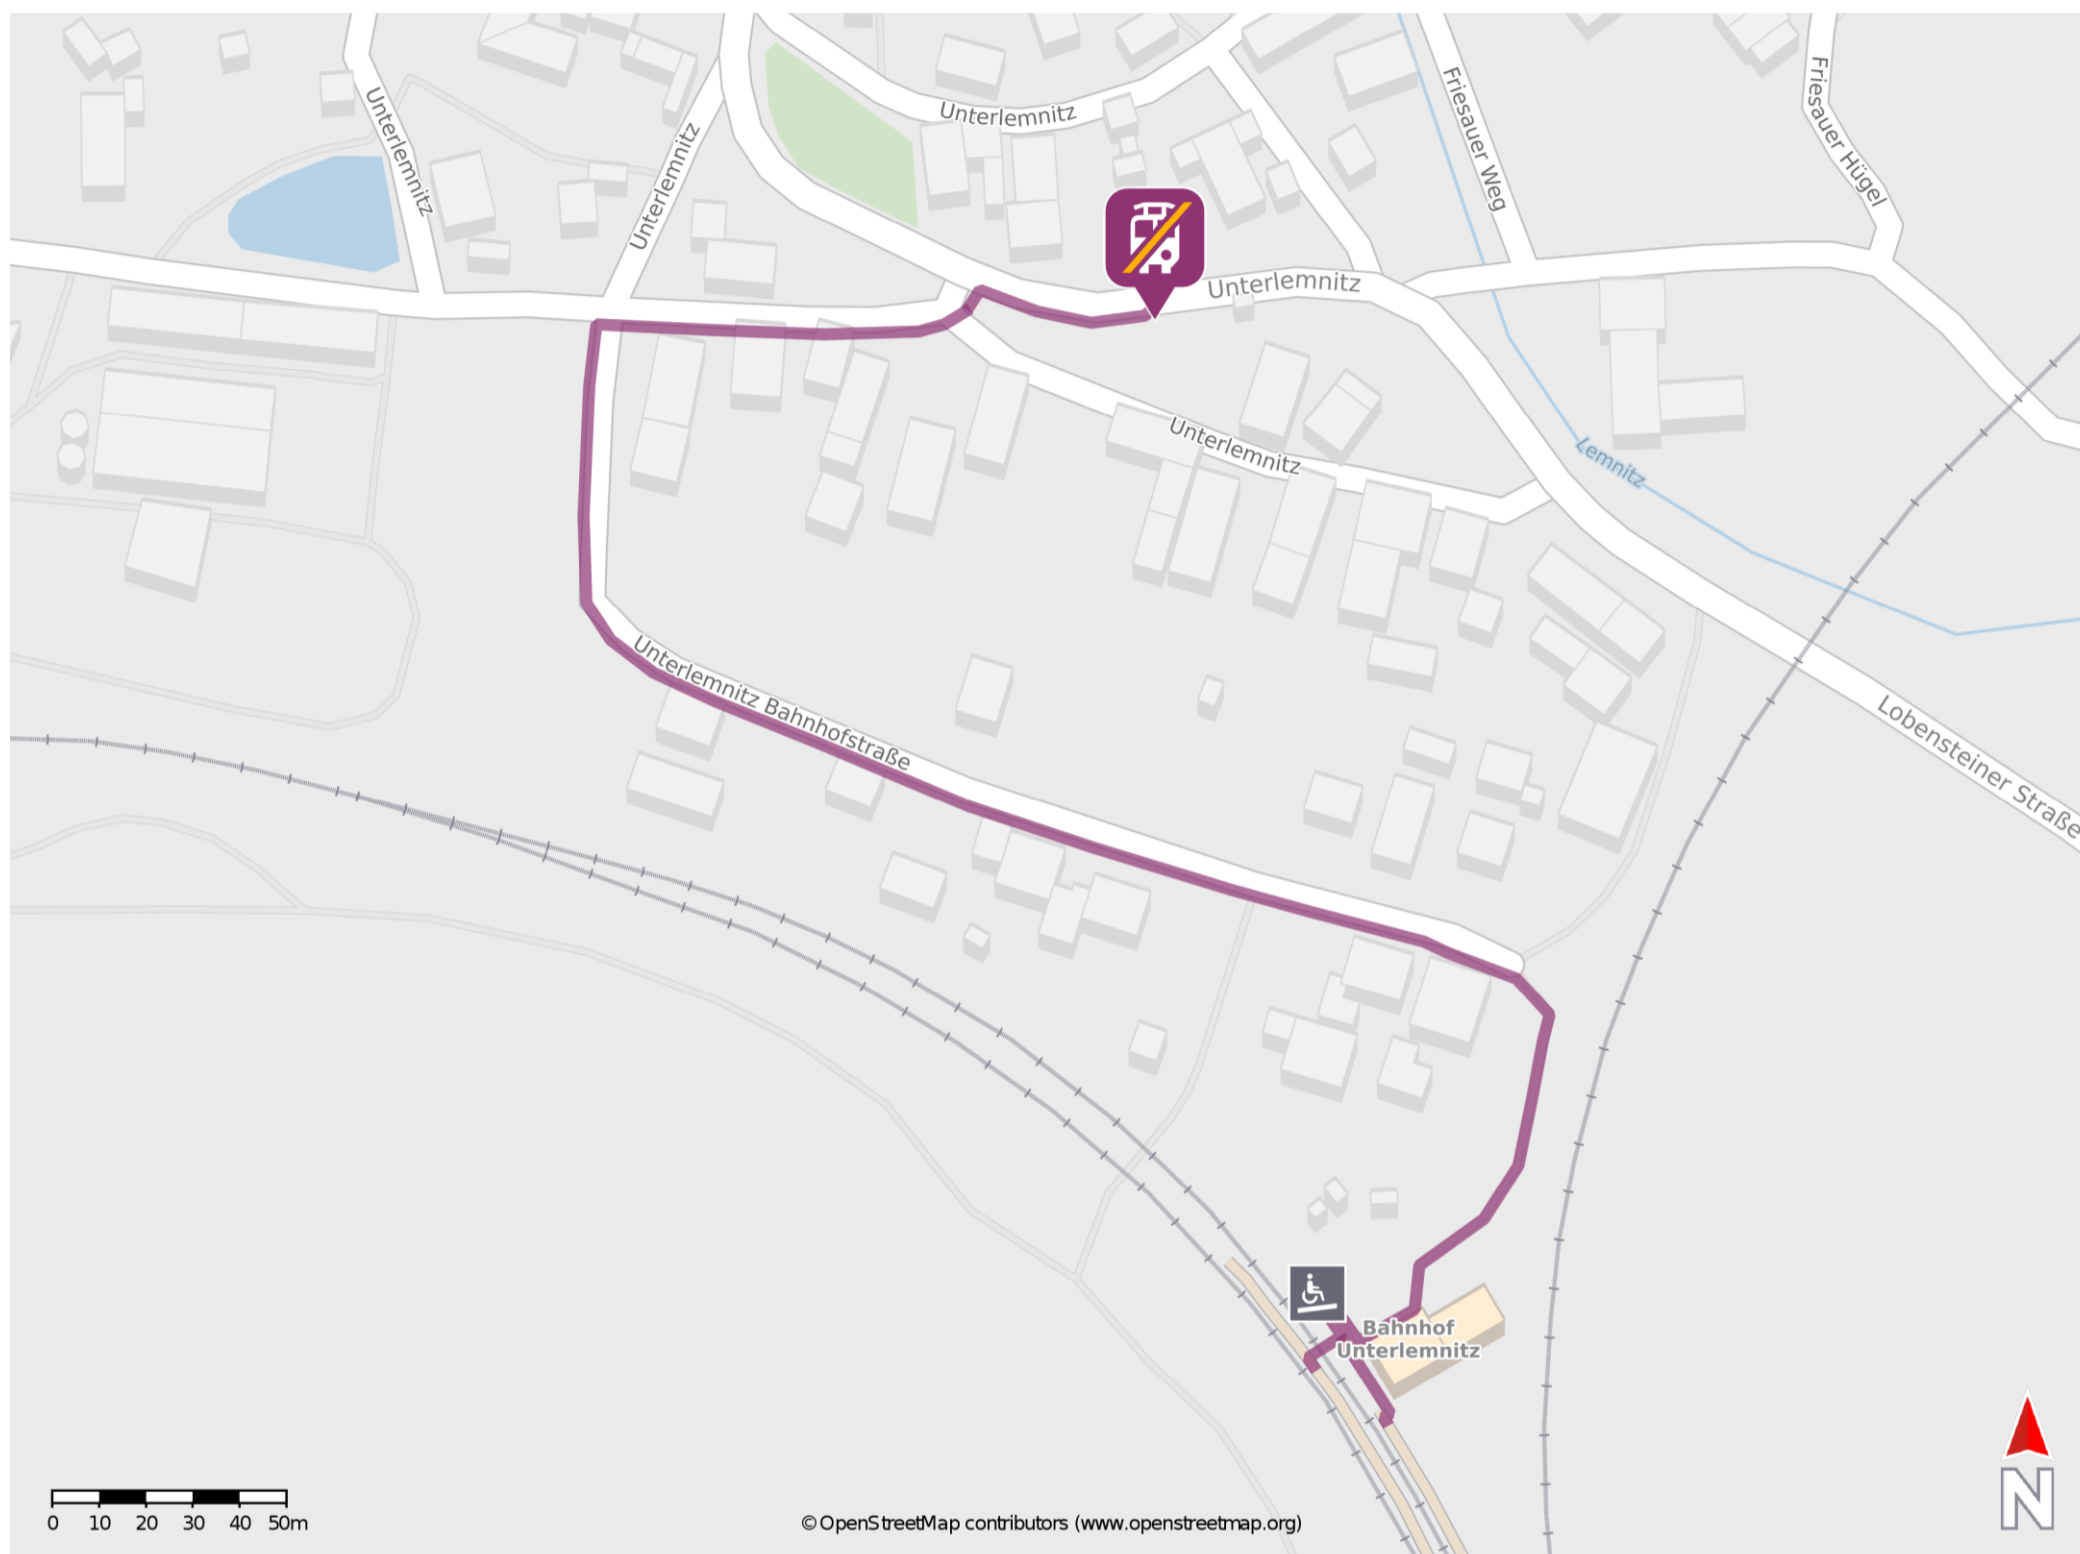 Unterlemnitz
Unterlemnitz
Unterlemnitz
Friesauer Weg
Friesauer Hügel
Unterlemnitz
Unterlemnitz
Lemnitz
Unterlemnitz Bahnhofstraße
Lobensteiner Straße
Bahnhof
Unterlemnitz
N
0 10 20 30 40 50m
© OpenStreetMap contributors (www.openstreetmap.org)